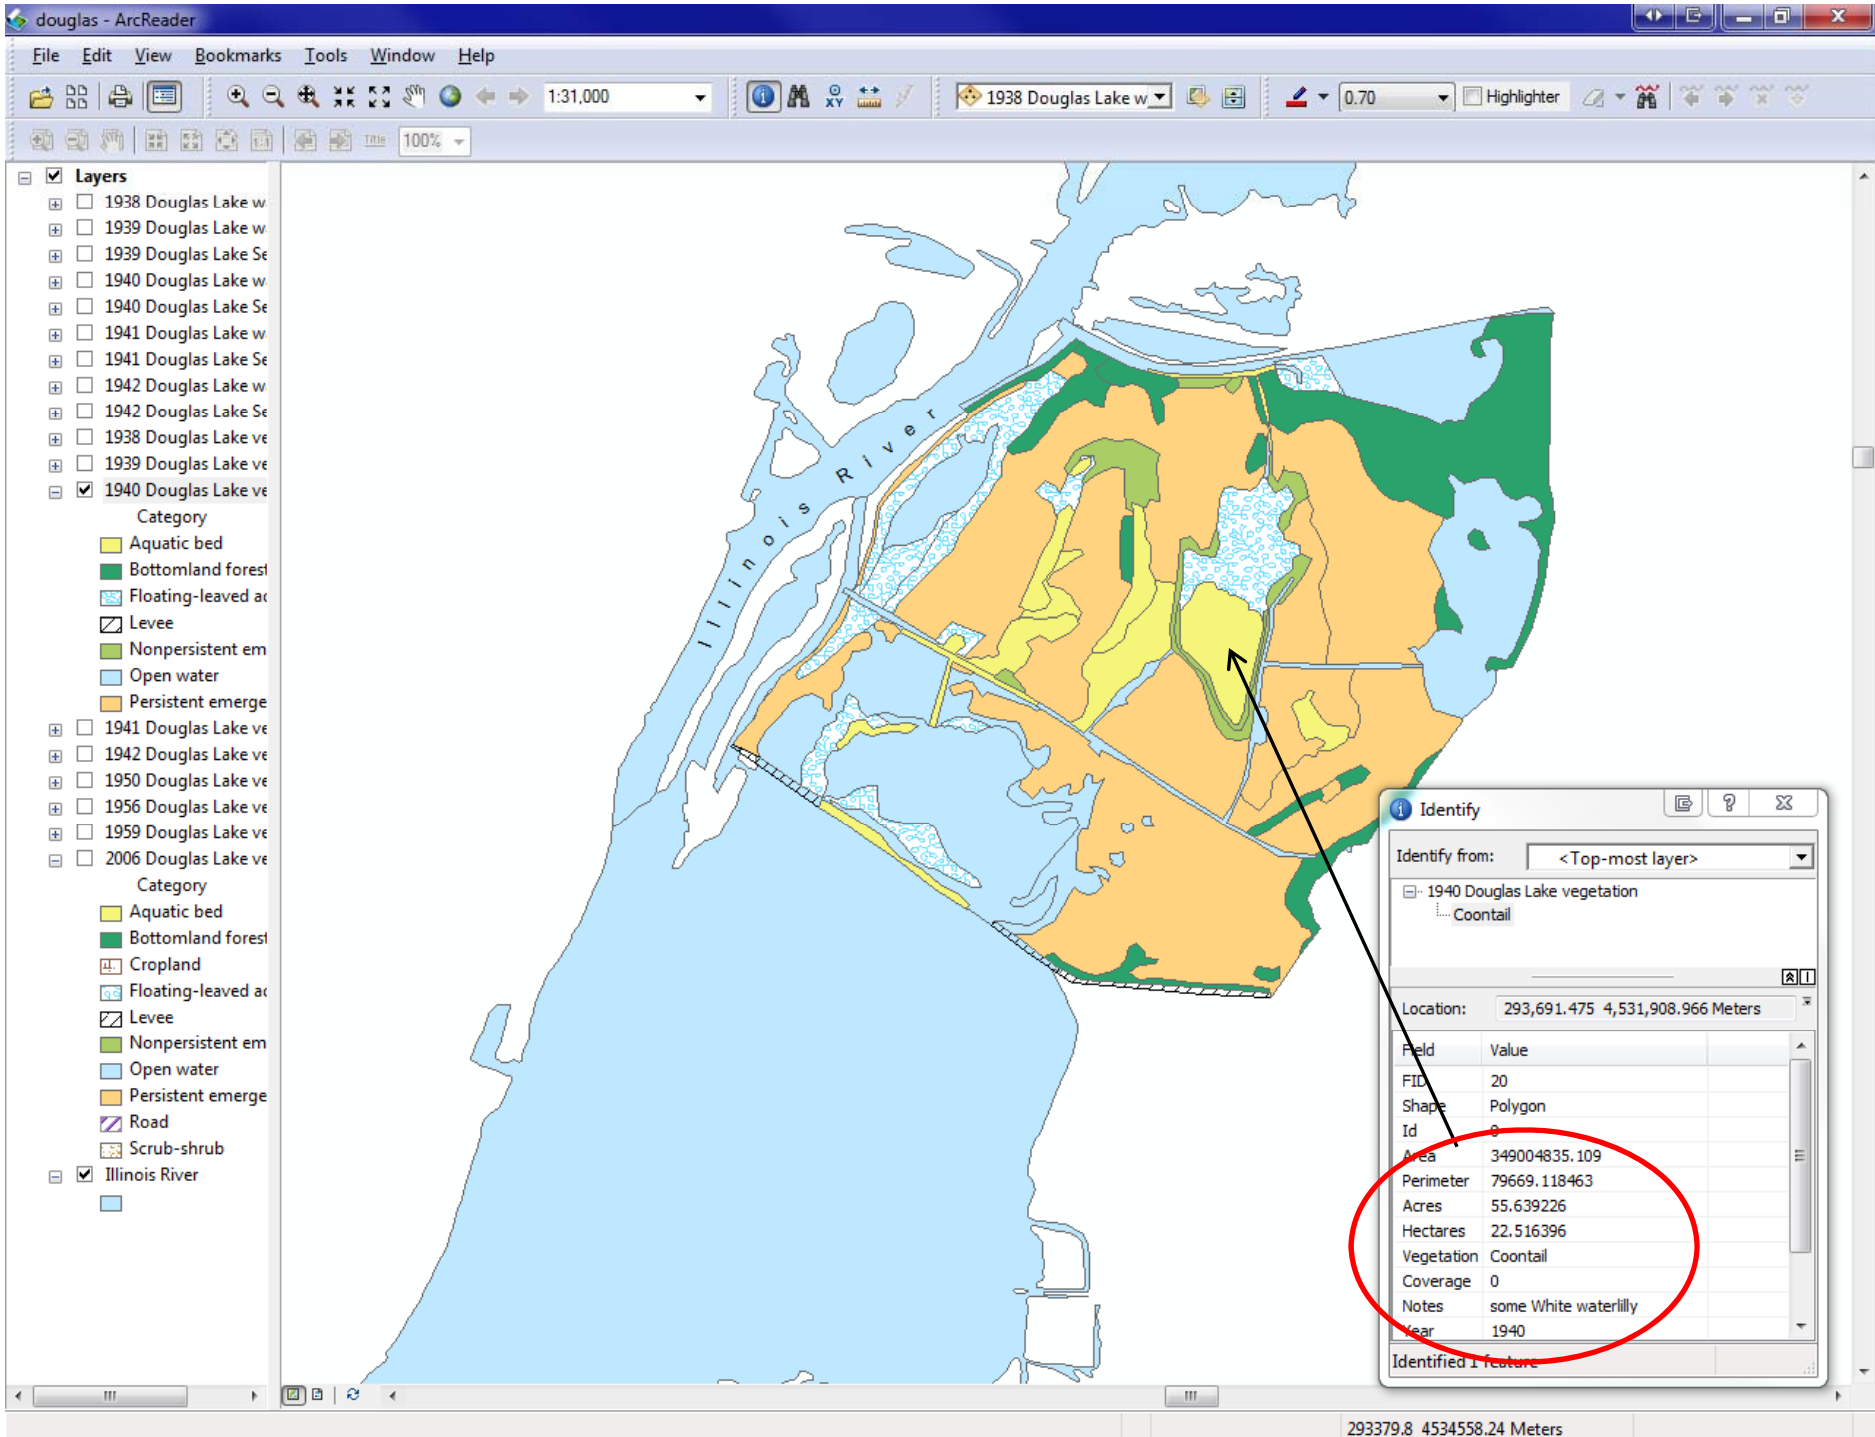 douglas - ArcReader
File Edit View Bookmarks Tools Window Help
1:31,000
1938 Douglas Lake w
0.70
Highlighter
Title
100%
Layers
1938 Douglas Lake w
1939 Douglas Lake w
1939 Douglas Lake Se
1940 Douglas Lake w
1940 Douglas Lake Se
1941 Douglas Lake w
1941 Douglas Lake Se
1942 Douglas Lake w
1942 Douglas Lake Se
1938 Douglas Lake ve
1939 Douglas Lake ve
1940 Douglas Lake ve
Category
Aquatic bed
Bottomland forest
Floating-leaved ac
Levee
Nonpersistent em
Open water
Persistent emerge
1941 Douglas Lake ve
1942 Douglas Lake ve
1950 Douglas Lake ve
1956 Douglas Lake ve
1959 Douglas Lake ve
2006 Douglas Lake ve
Category
Aquatic bed
Bottomland forest
Cropland
Floating-leaved ac
Levee
Nonpersistent em
Open water
Persistent emerge
Road
Scrub-shrub
Illinois River
Illinois River
Identify
Identify from: <Top-most layer>
1940 Douglas Lake vegetation
Coontail
Location: 293,691.475 4,531,908.966 Meters
Field Value
FID 20
Shape Polygon
Id 0
Area 349004835.109
Perimeter 79669.118463
Acres 55.639226
Hectares 22.516396
Vegetation Coontail
Coverage 0
Notes some White waterlilly
Year 1940
Identified 1 feature
293379.8 4534558.24 Meters